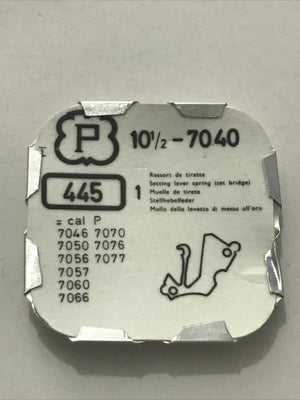 P 10½-7040
445 1
Ressort de tirette
Setting lever spring (set bridge)
Muelle de tirete
Stellhebelfeder
Molla della levetta di messa all'ora
= cal P
7046 7070
7050 7076
7056 7077
7057
7060
7066